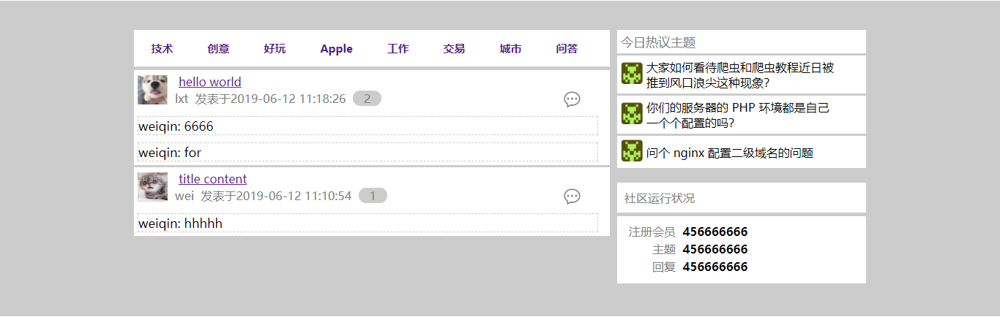 技术 创意 好玩 Apple 工作 交易 城市 问答
hello world
lxt 发表于2019-06-12 11:18:26 2
weiqin: 6666
weiqin: for
title content
wei 发表于2019-06-12 11:10:54 1
weiqin: hhhhh
今日热议主题
大家如何看待爬虫和爬虫教程近日被
推到风口浪尖这种现象？
你们的服务器的 PHP 环境都是自己
一个个配置的吗？
问个 nginx 配置二级域名的问题
社区运行状况
注册会员 456666666
主题 456666666
回复 456666666